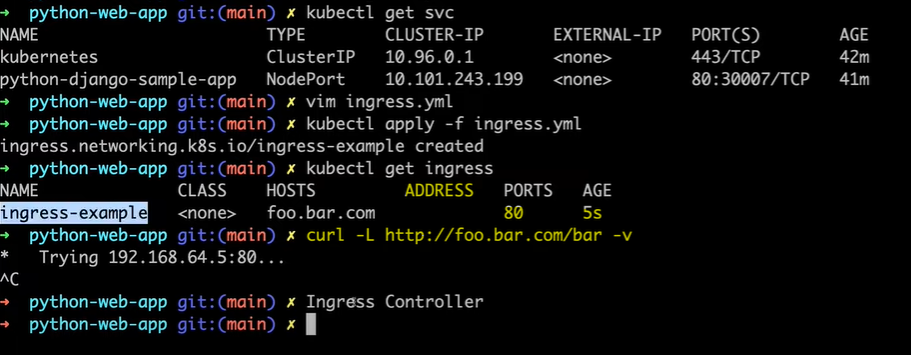 ➜ python-web-app git:(main) ✗ kubectl get svc
NAME TYPE CLUSTER-IP EXTERNAL-IP PORT(S) AGE
kubernetes ClusterIP 10.96.0.1 <none> 443/TCP 42m
python-django-sample-app NodePort 10.101.243.199 <none> 80:30007/TCP 41m
➜ python-web-app git:(main) ✗ vim ingress.yml
➜ python-web-app git:(main) ✗ kubectl apply -f ingress.yml
ingress.networking.k8s.io/ingress-example created
➜ python-web-app git:(main) ✗ kubectl get ingress
NAME CLASS HOSTS ADDRESS PORTS AGE
ingress-example <none> foo.bar.com 80 5s
➜ python-web-app git:(main) ✗ curl -L http://foo.bar.com/bar -v
* Trying 192.168.64.5:80...
^C
➜ python-web-app git:(main) ✗ Ingress Controller
➜ python-web-app git:(main) ✗